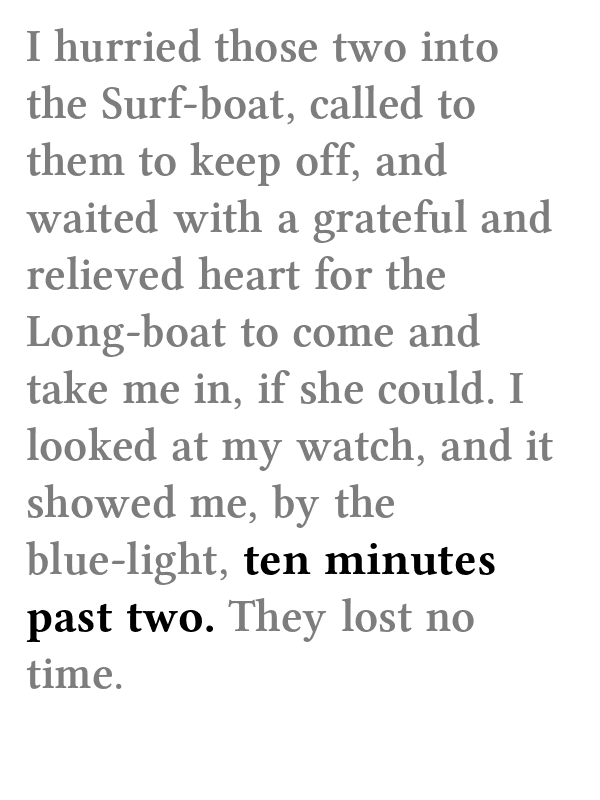 I hurried those two into
the Surf-boat, called to
them to keep off, and
waited with a grateful and
relieved heart for the
Long-boat to come and
take me in, if she could. I
looked at my watch, and it
showed me, by the
blue-light, ten minutes
past two. They lost no
time.